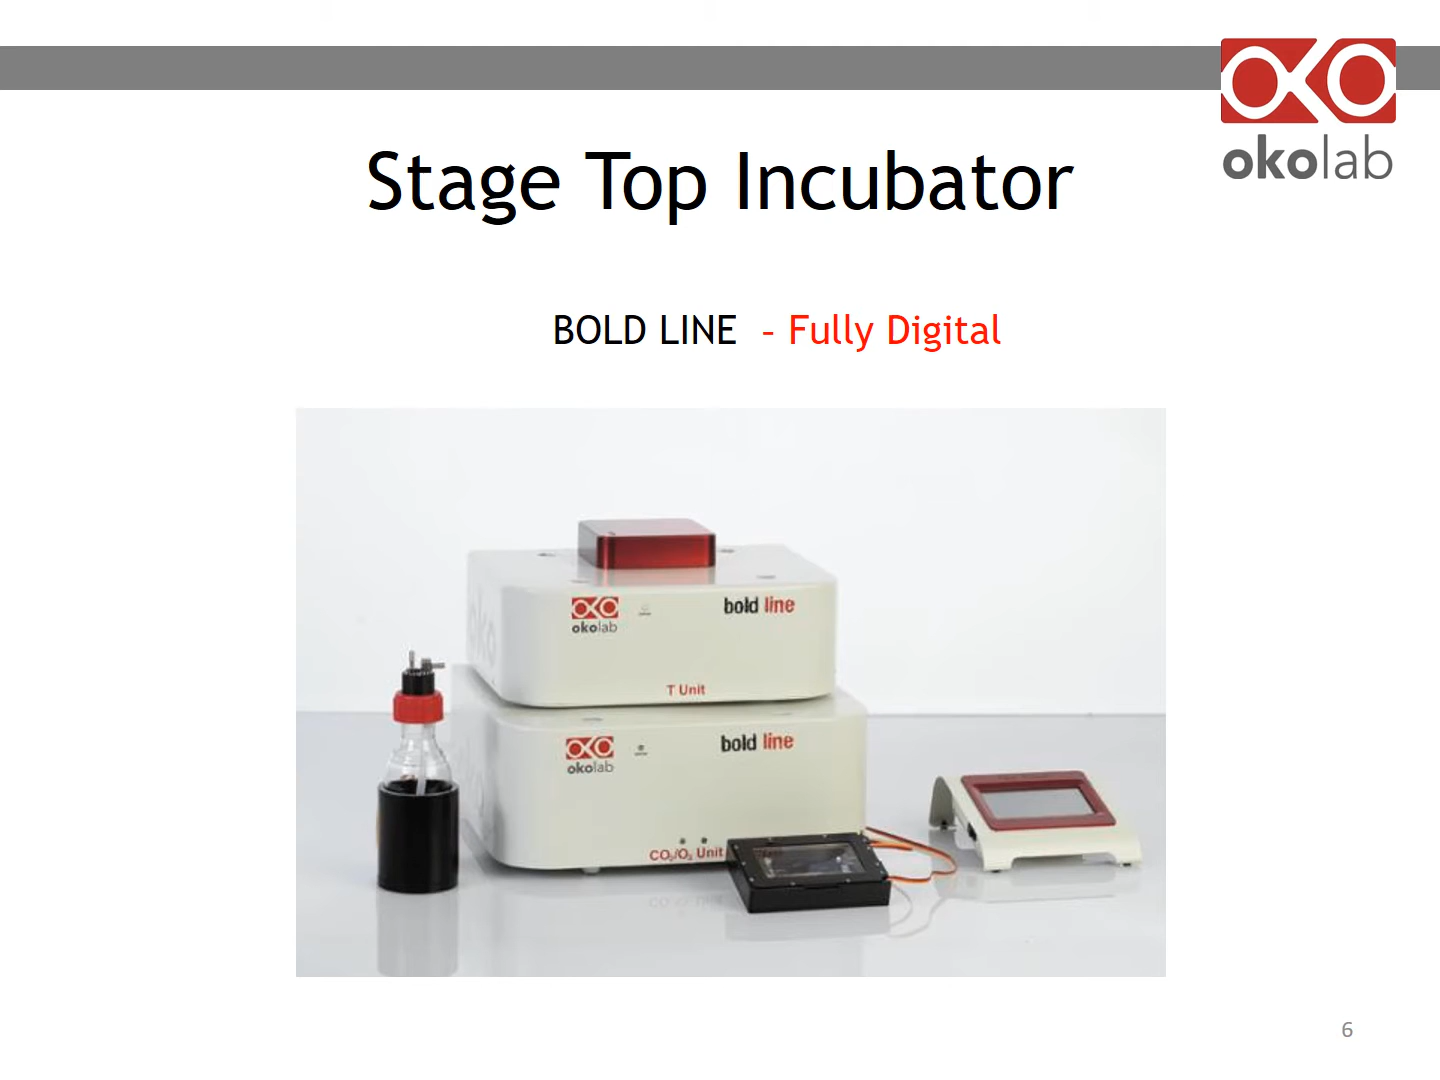 okolab
Stage Top Incubator
BOLD LINE – Fully Digital
okolab
bold line
T Unit
okolab
bold line
CO₂/O₂ Unit
6